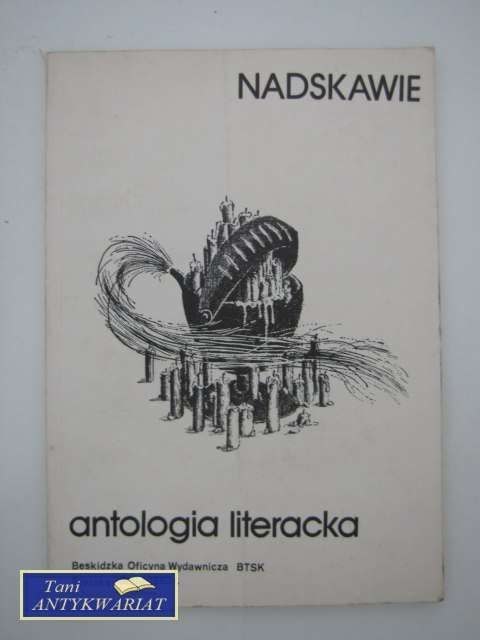 NADSKAWIE
antologia literacka
Beskidzka Oficyna Wydawnicza BTSK
Tani
ANTYKWARIAT